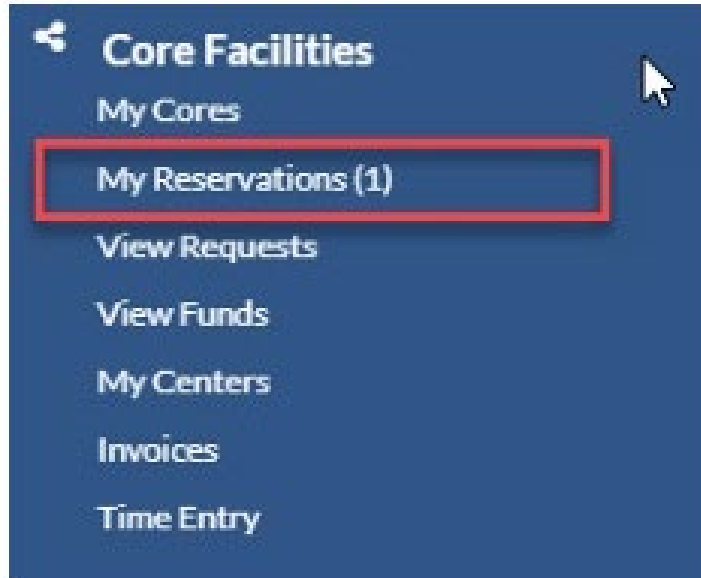 Core Facilities
My Cores
My Reservations (1)
View Requests
View Funds
My Centers
Invoices
Time Entry